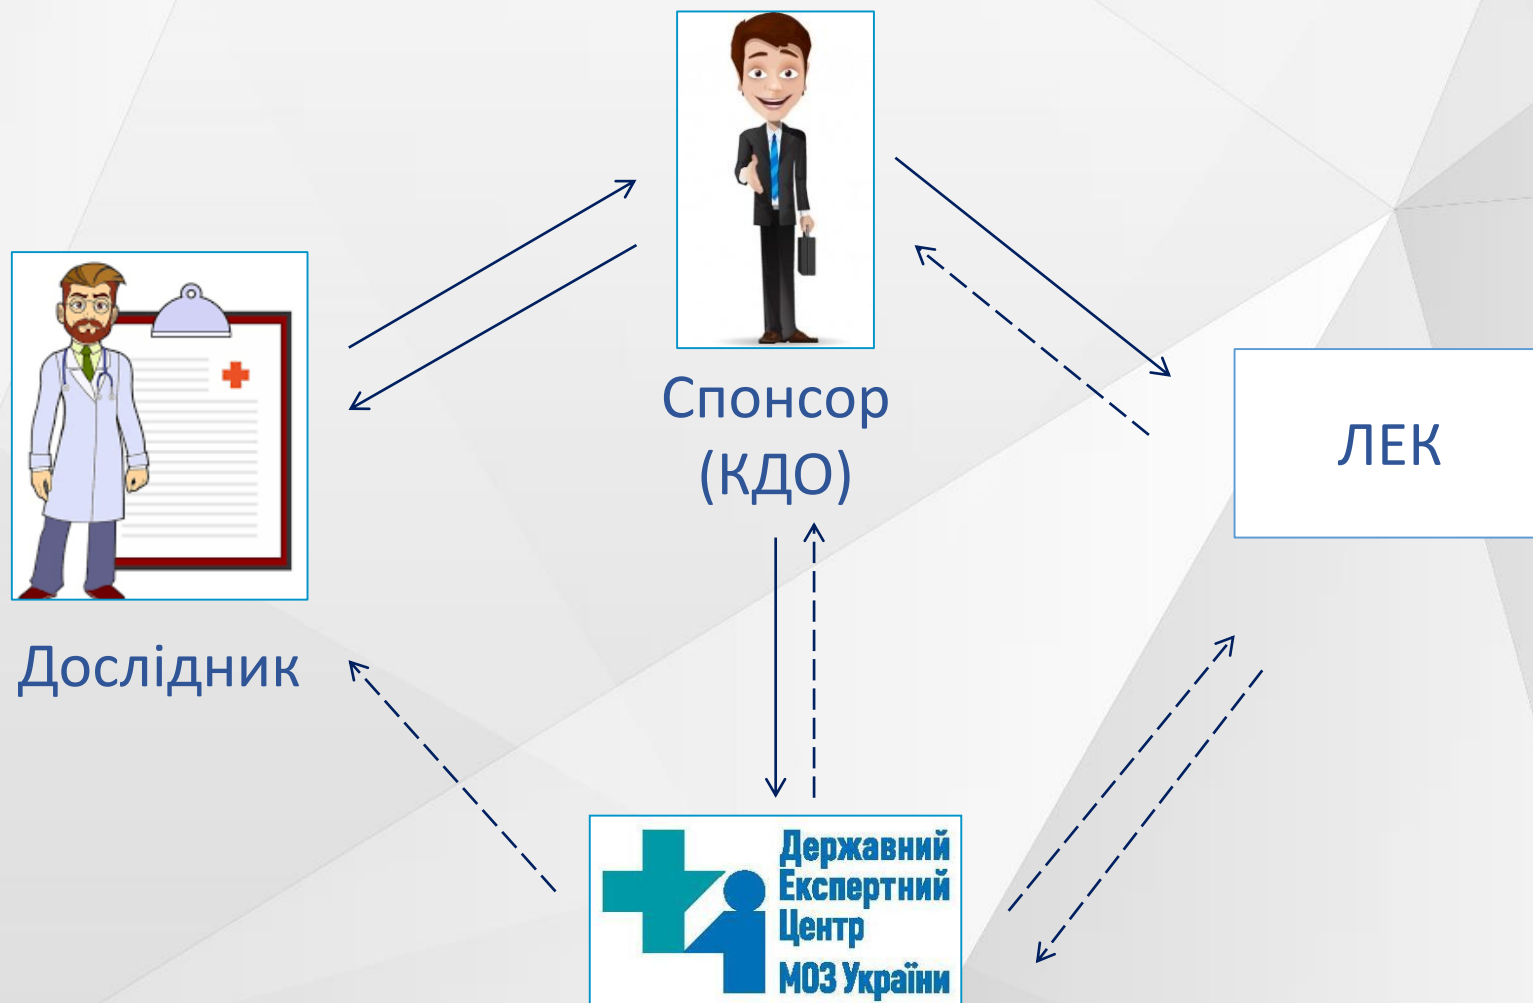 Спонсор
(КДО)
ЛЕК
Дослідник
Державний
Експертний
Центр
МОЗ України